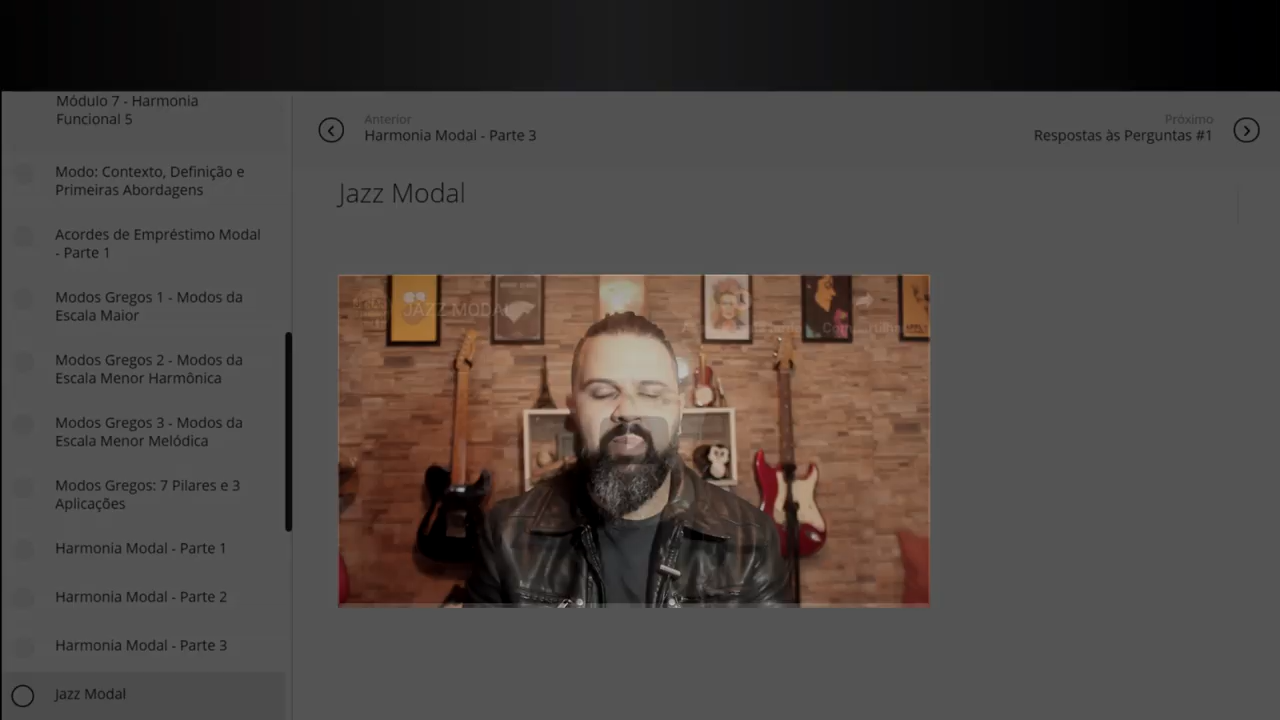 Módulo 7 - Harmonia
Funcional 5
Modo: Contexto, Definição e
Primeiras Abordagens
Acordes de Empréstimo Modal
- Parte 1
Modos Gregos 1 - Modos da
Escala Maior
Modos Gregos 2 - Modos da
Escala Menor Harmônica
Modos Gregos 3 - Modos da
Escala Menor Melódica
Modos Gregos: 7 Pilares e 3
Aplicações
Harmonia Modal - Parte 1
Harmonia Modal - Parte 2
Harmonia Modal - Parte 3
Jazz Modal
Anterior
Harmonia Modal - Parte 3
Próximo
Respostas às Perguntas #1
Jazz Modal
JAZZ MODAL